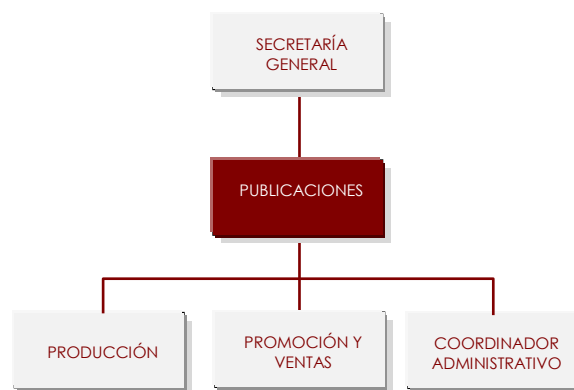 SECRETARÍA
GENERAL
PUBLICACIONES
PRODUCCIÓN
PROMOCIÓN Y
VENTAS
COORDINADOR
ADMINISTRATIVO